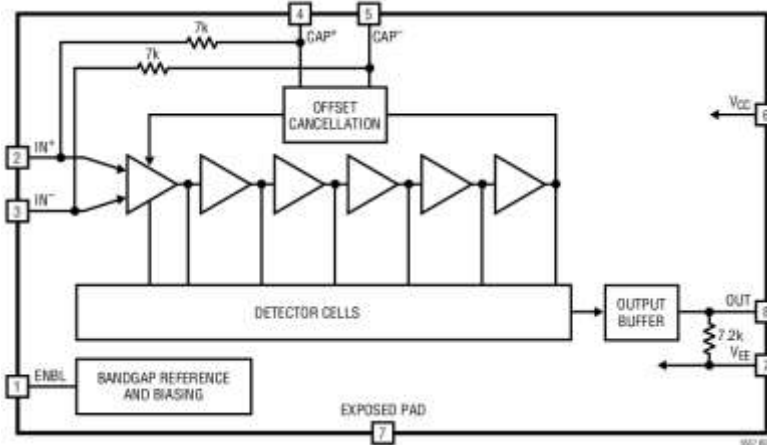 4
5
7k
CAP⁺
CAP⁻
7k
OFFSET
CANCELLATION
VCC
6
2
IN⁺
3
IN⁻
DETECTOR CELLS
OUTPUT
BUFFER
OUT
8
7.2k
VEE
1
ENBL
BANDGAP REFERENCE
AND BIASING
EXPOSED PAD
7